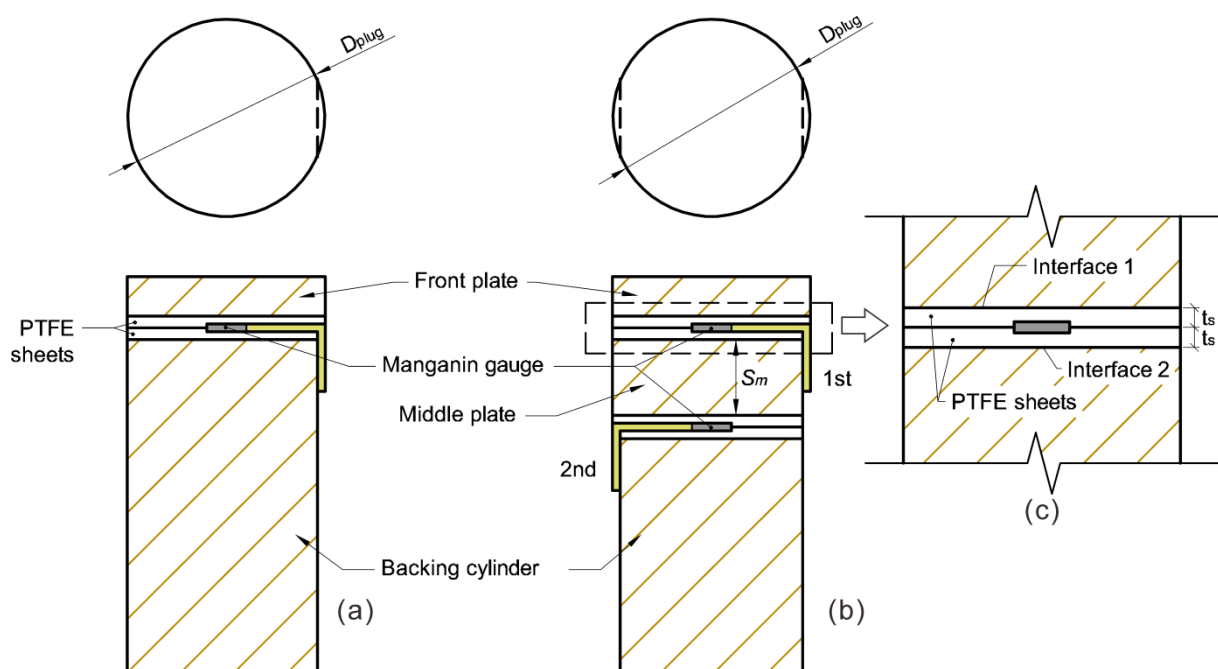 Dplug
Dplug
Front plate
Interface 1
PTFE
sheets
ts
ts
Manganin gauge
Sm
1st
Interface 2
Middle plate
PTFE sheets
2nd
(c)
Backing cylinder
(a)
(b)